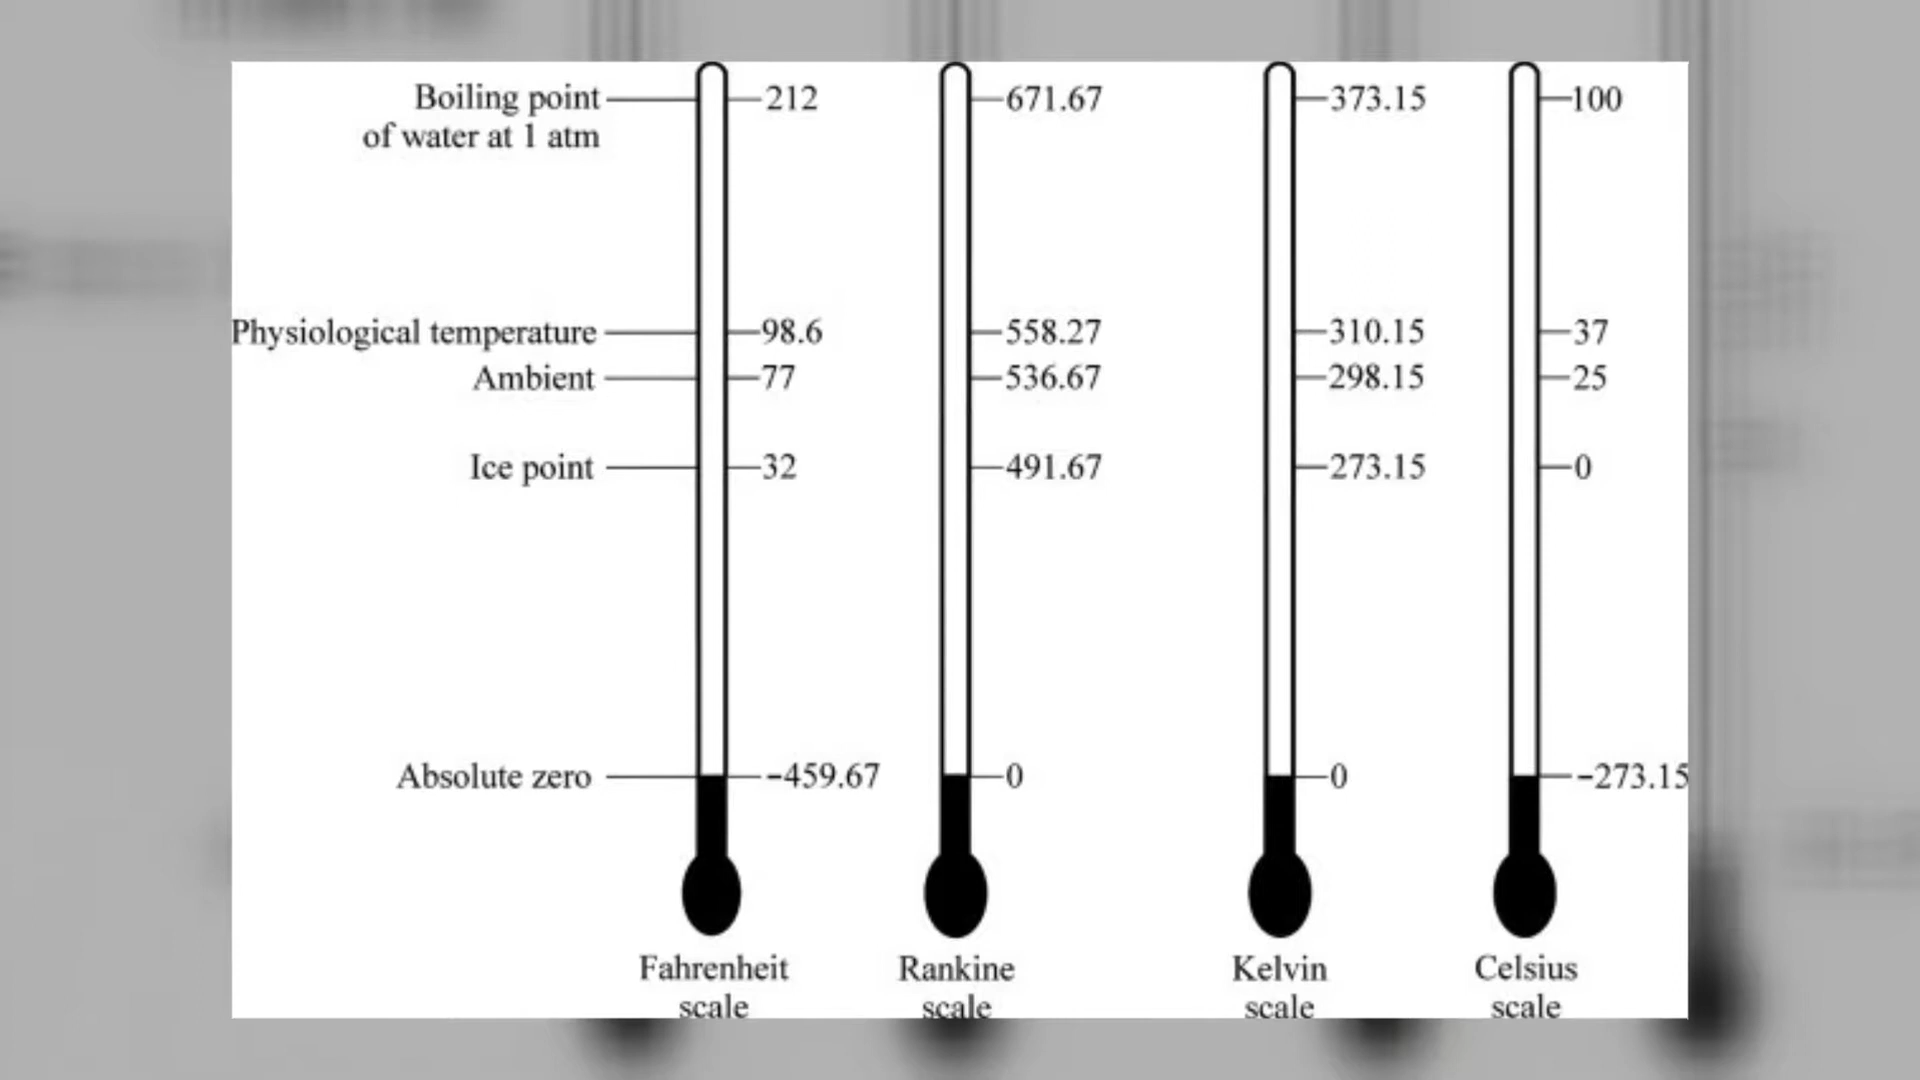 Boiling point 212 671.67 373.15 100
of water at 1 atm
Physiological temperature 98.6 558.27 310.15 37
Ambient 77 536.67 298.15 25
Ice point 32 491.67 273.15 0
Absolute zero −459.67 0 0 −273.15
Fahrenheit Rankine Kelvin Celsius
scale scale scale scale